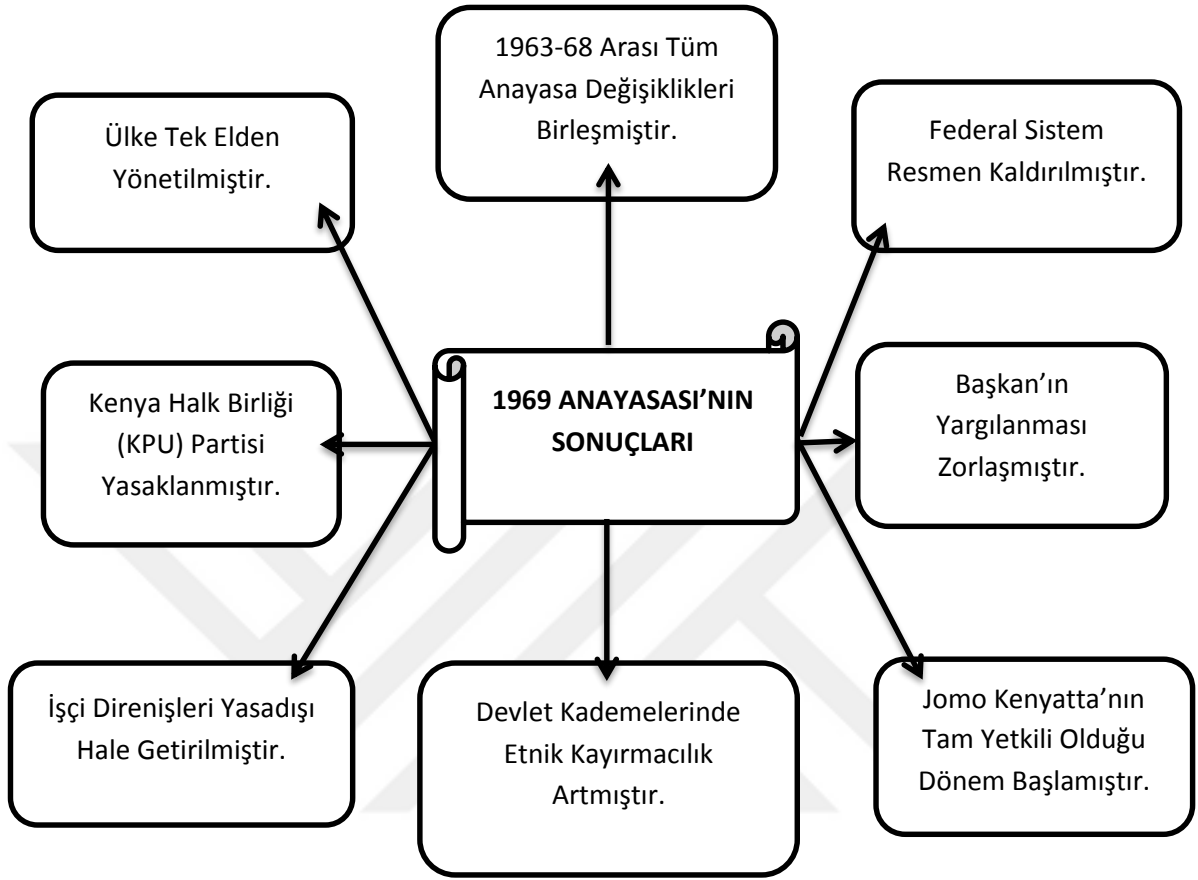 1963-68 Arası Tüm
Anayasa Değişiklikleri
Birleşmiştir.
Ülke Tek Elden
Yönetilmiştir.
Federal Sistem
Resmen Kaldırılmıştır.
Kenya Halk Birliği
(KPU) Partisi
Yasaklanmıştır.
1969 ANAYASASI’NIN
SONUÇLARI
Başkan’ın
Yargılanması
Zorlaşmıştır.
İşçi Direnişleri Yasadışı
Hale Getirilmiştir.
Devlet Kademelerinde
Etnik Kayırmacılık
Artmıştır.
Jomo Kenyatta’nın
Tam Yetkili Olduğu
Dönem Başlamıştır.